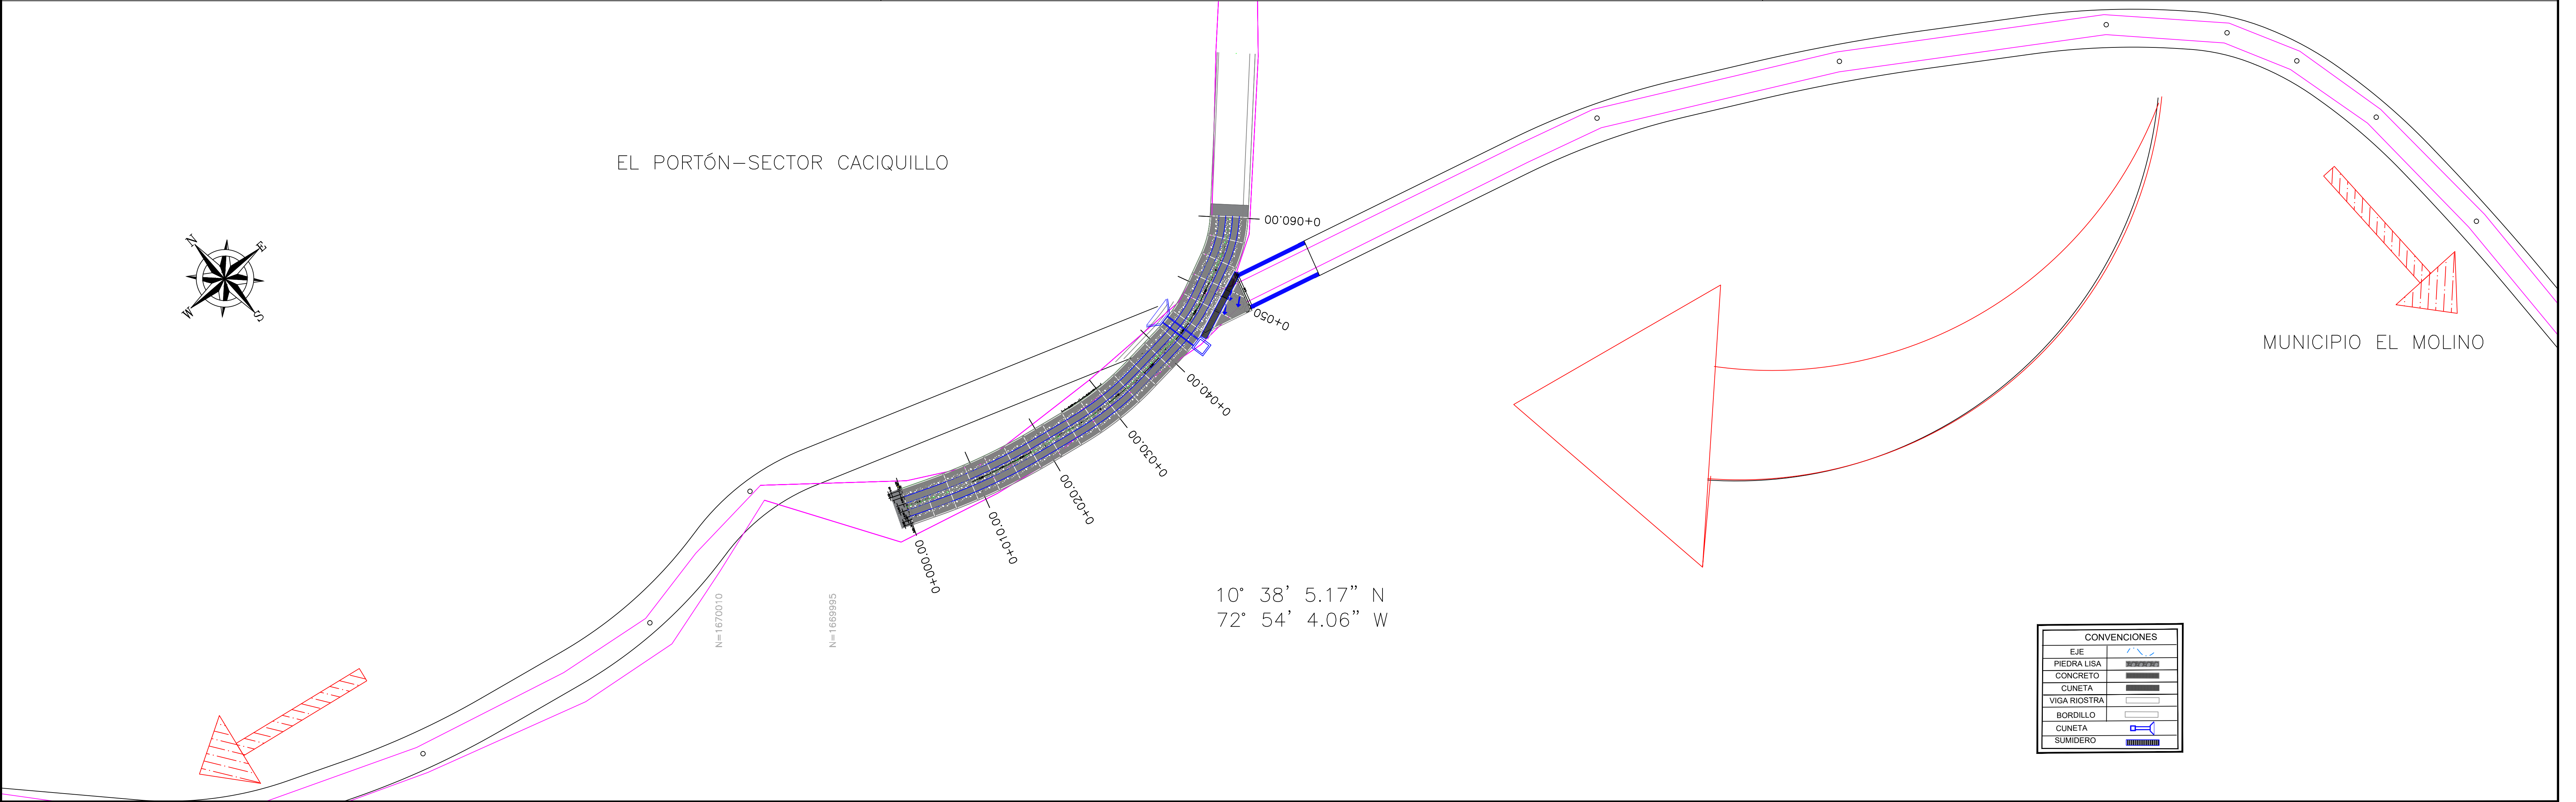 EL PORTÓN-SECTOR CACIQUILLO
N
E
W
S
0+060.00
0+050
0+040.00
0+030.00
0+020.00
0+010.00
0+000.00
MUNICIPIO EL MOLINO
10° 38' 5.17" N
72° 54' 4.06" W
N=1670010
N=1669995
CONVENCIONES
EJE
PIEDRA LISA
CONCRETO
CUNETA
VIGA RIOSTRA
BORDILLO
CUNETA
SUMIDERO